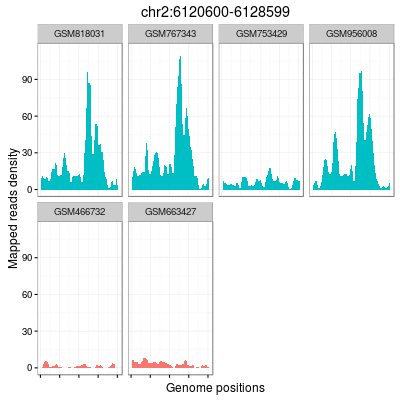 chr2:6120600-6128599
GSM818031 GSM767343 GSM753429 GSM956008
90
60
30
0
GSM466732 GSM663427
90
60
30
0
Mapped reads density
Genome positions